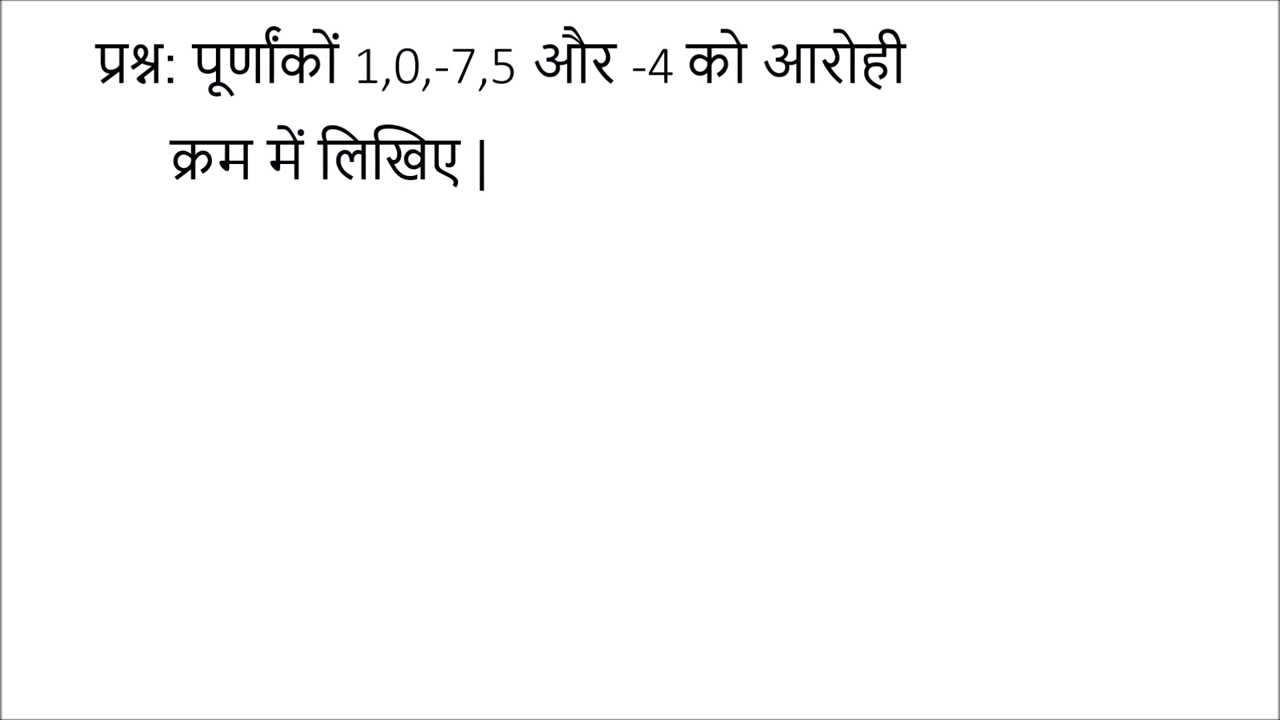 प्रश्न: पूर्णांकों 1,0,-7,5 और -4 को आरोही
क्रम में लिखिए |